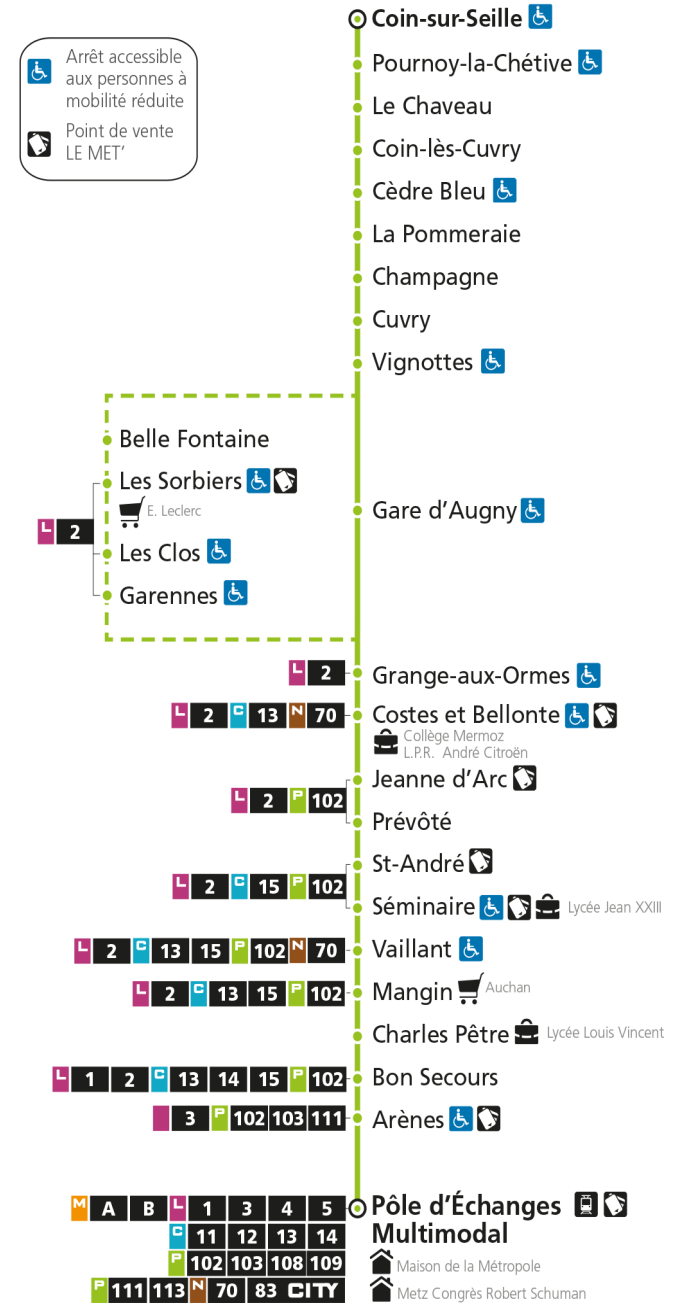 Coin-sur-Seille
Arrêt accessible
aux personnes à
mobilité réduite
Point de vente
LE MET'
Pournoy-la-Chétive
Le Chaveau
Coin-lès-Cuvry
Cèdre Bleu
La Pommeraie
Champagne
Cuvry
Vignottes
Belle Fontaine
Les Sorbiers
E. Leclerc
L 2
Les Clos
Garennes
Gare d'Augny
L 2 Grange-aux-Ormes
L 2 C 13 N 70 Costes et Bellonte
Collège Mermoz
L.P.R. André Citroën
Jeanne d'Arc
L 2 P 102
Prévôté
St-André
L 2 C 15 P 102
Séminaire Lycée Jean XXIII
L 2 C 13 15 P 102 N 70 Vaillant
L 2 C 13 15 P 102 Mangin Auchan
Charles Pêtre Lycée Louis Vincent
L 1 2 C 13 14 15 P 102 Bon Secours
3 P 102 103 111 Arènes
M A B L 1 3 4 5 Pôle d'Échanges
C 11 12 13 14 Multimodal
P 102 103 108 109 Maison de la Métropole
P 111 113 N 70 83 CITY Metz Congrès Robert Schuman